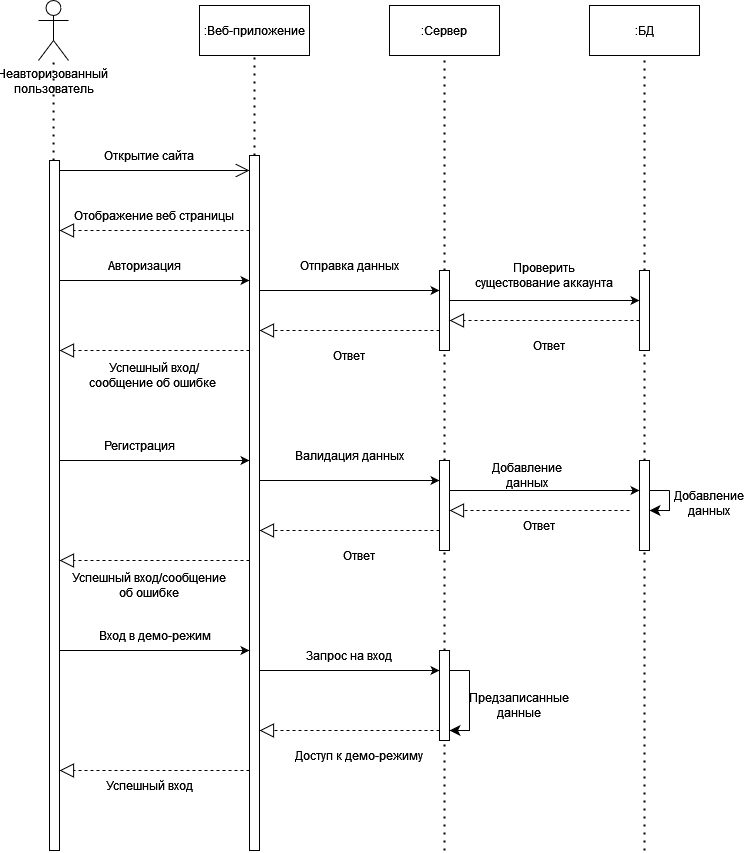 :Веб-приложение
:Сервер
:БД
Неавторизованный
пользователь
Открытие сайта
Отображение веб страницы
Авторизация
Отправка данных
Проверить
существование аккаунта
Ответ
Ответ
Успешный вход/
сообщение об ошибке
Регистрация
Валидация данных
Добавление
данных
Добавление
данных
Ответ
Ответ
Успешный вход/сообщение
об ошибке
Вход в демо-режим
Запрос на вход
Предзаписанные
данные
Доступ к демо-режиму
Успешный вход